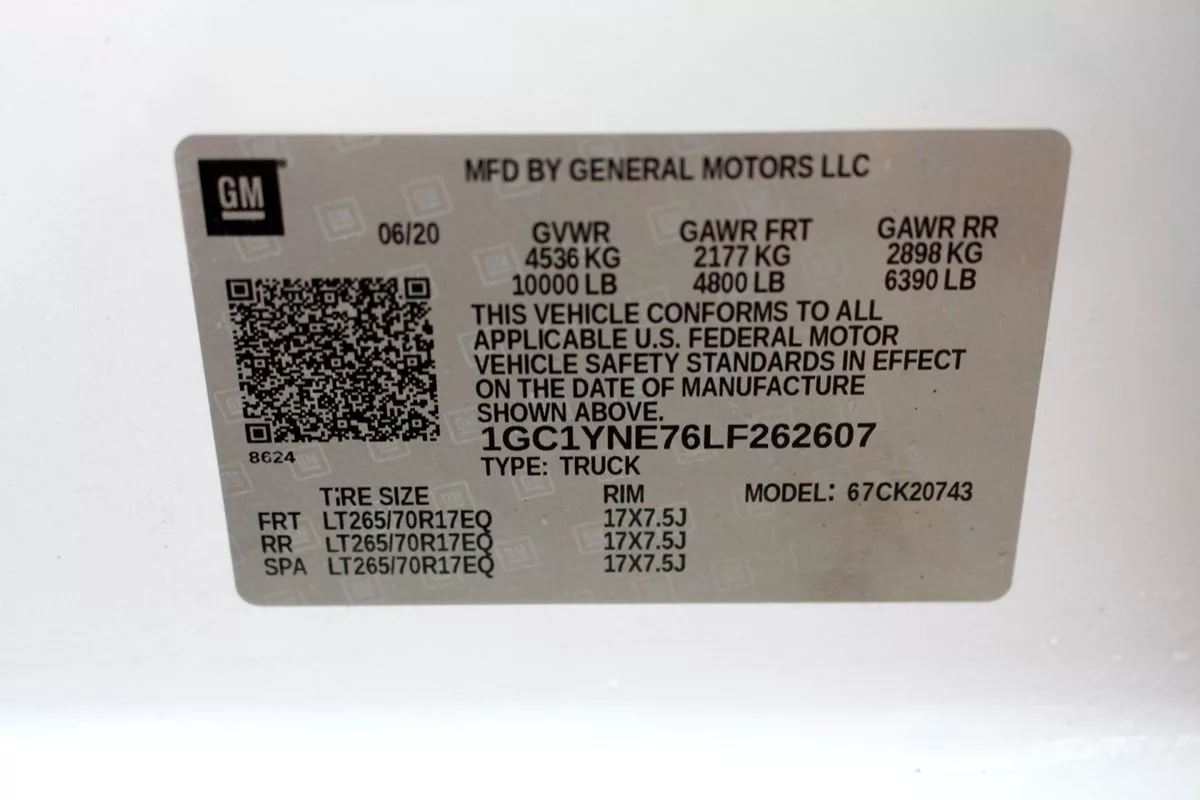 GM
MFD BY GENERAL MOTORS LLC
06/20 GVWR GAWR FRT GAWR RR
4536 KG 2177 KG 2898 KG
10000 LB 4800 LB 6390 LB
THIS VEHICLE CONFORMS TO ALL
APPLICABLE U.S. FEDERAL MOTOR
VEHICLE SAFETY STANDARDS IN EFFECT
ON THE DATE OF MANUFACTURE
SHOWN ABOVE.
1GC1YNE76LF262607
8624
TYPE: TRUCK
TIRE SIZE RIM MODEL: 67CK20743
FRT LT265/70R17EQ 17X7.5J
RR LT265/70R17EQ 17X7.5J
SPA LT265/70R17EQ 17X7.5J